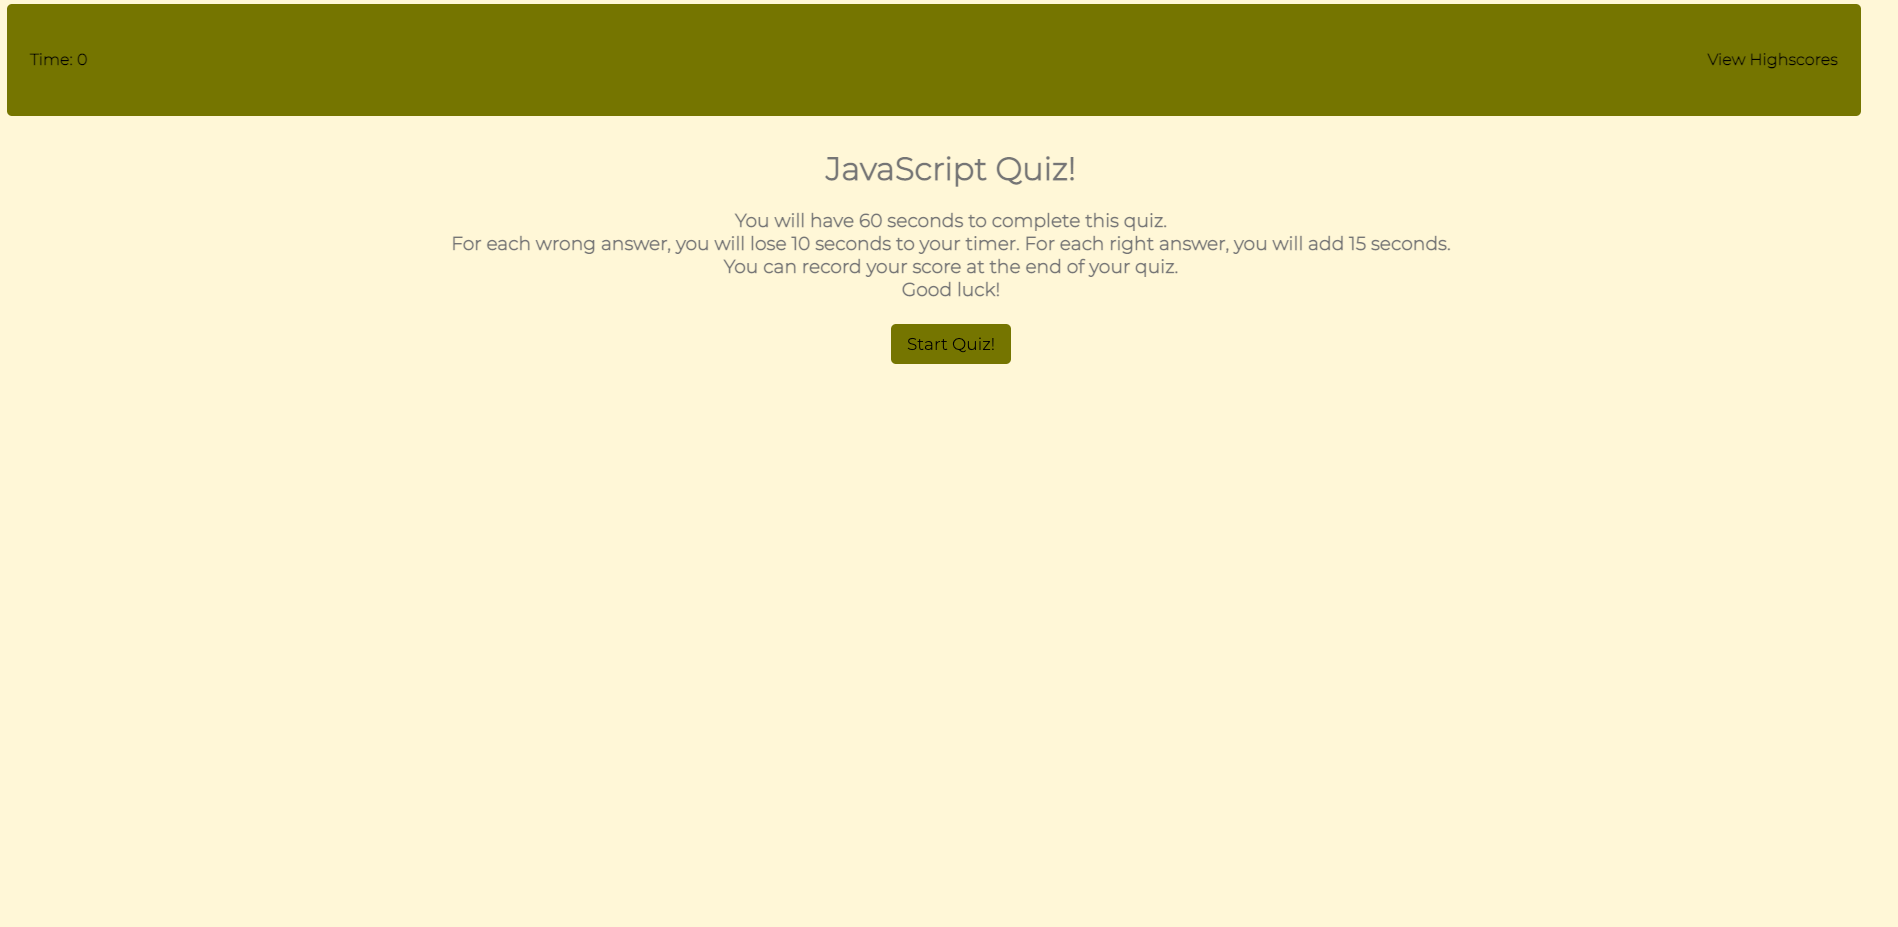 Time: 0
View Highscores
JavaScript Quiz!
You will have 60 seconds to complete this quiz.
For each wrong answer, you will lose 10 seconds to your timer. For each right answer, you will add 15 seconds.
You can record your score at the end of your quiz.
Good luck!
Start Quiz!